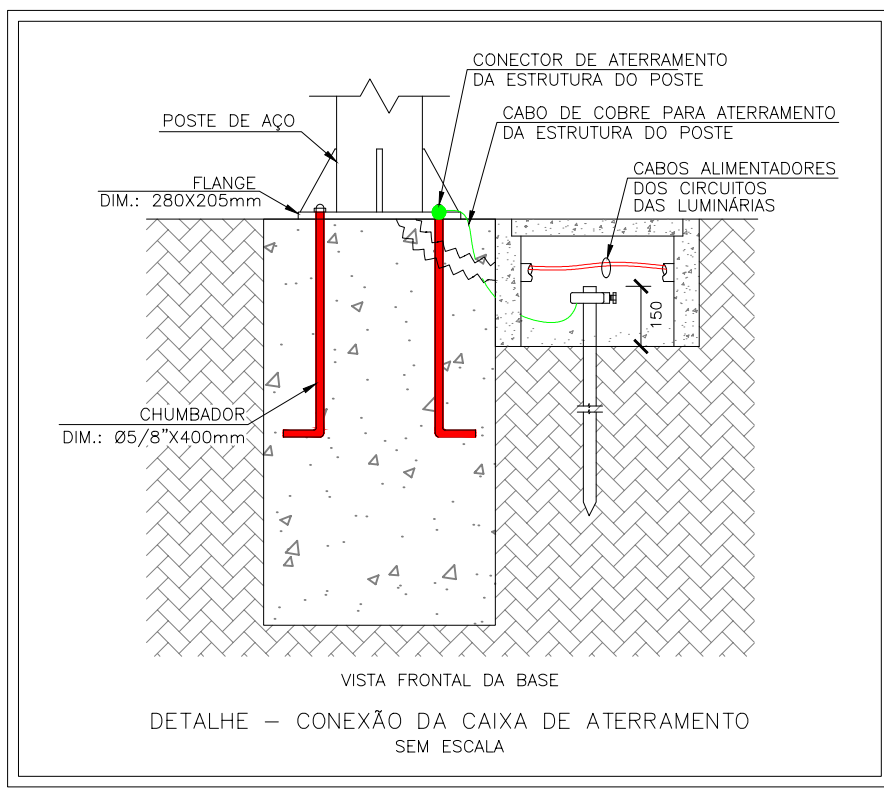 CONECTOR DE ATERRAMENTO
DA ESTRUTURA DO POSTE
CABO DE COBRE PARA ATERRAMENTO
DA ESTRUTURA DO POSTE
POSTE DE AÇO
CABOS ALIMENTADORES
DOS CIRCUITOS
DAS LUMINÁRIAS
FLANGE
DIM.: 280X205mm
150
CHUMBADOR
DIM.: Ø5/8"X400mm
VISTA FRONTAL DA BASE
DETALHE – CONEXÃO DA CAIXA DE ATERRAMENTO
SEM ESCALA